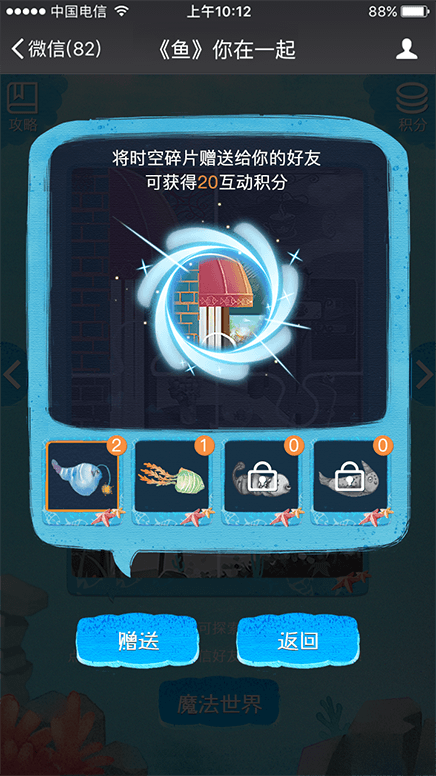 中国电信 上午10:12 88%
微信(82) 《鱼》你在一起
攻略 积分
将时空碎片赠送给你的好友
可获得20互动积分
2 1 0 0
赠送 返回
魔法世界